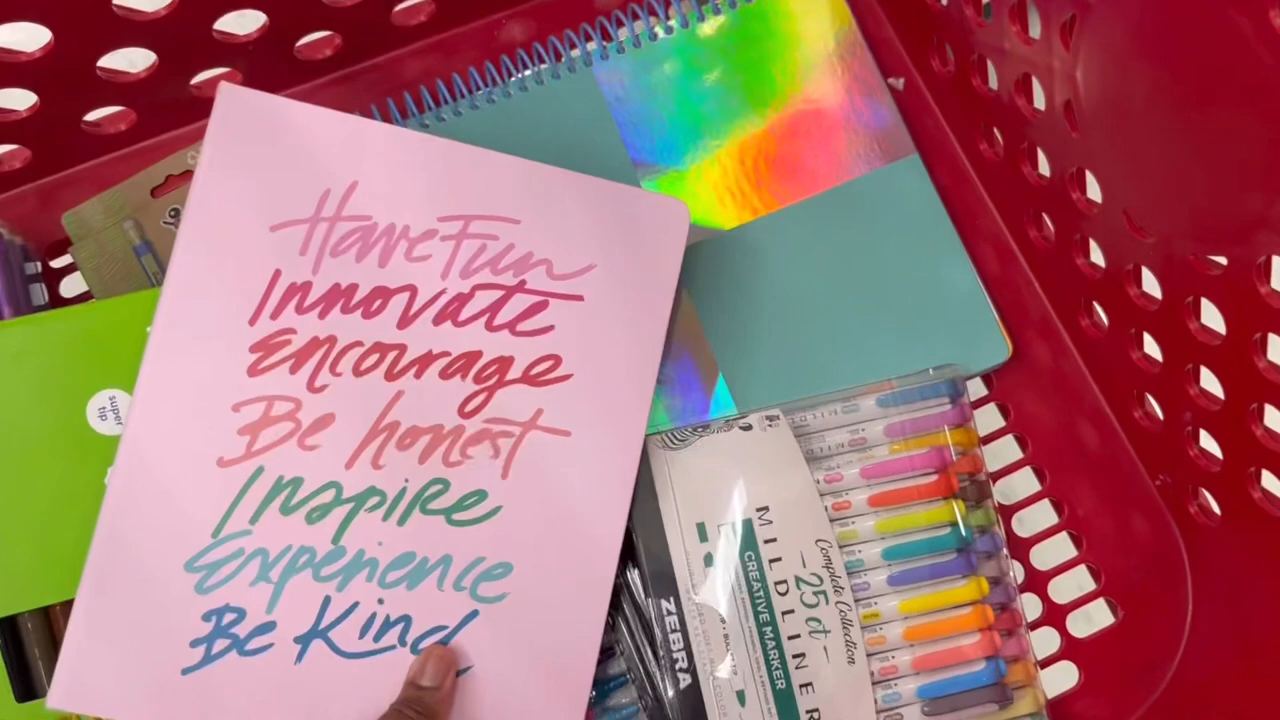 Have Fun
Innovate
Encourage
Be honest
Inspire
Experience
Be Kind
super
tip
Complete Collection
25 ct
MILDLINER
CREATIVE MARKER
ZEBRA